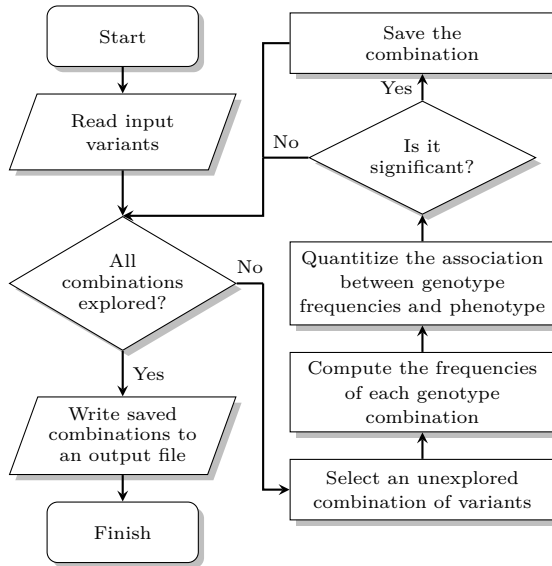 Start
Read input
variants
All
combinations
explored?
No
Yes
Write saved
combinations to
an output file
Finish
Select an unexplored
combination of variants
Compute the frequencies
of each genotype
combination
Quantitize the association
between genotype
frequencies and phenotype
Is it
significant?
No
Yes
Save the
combination